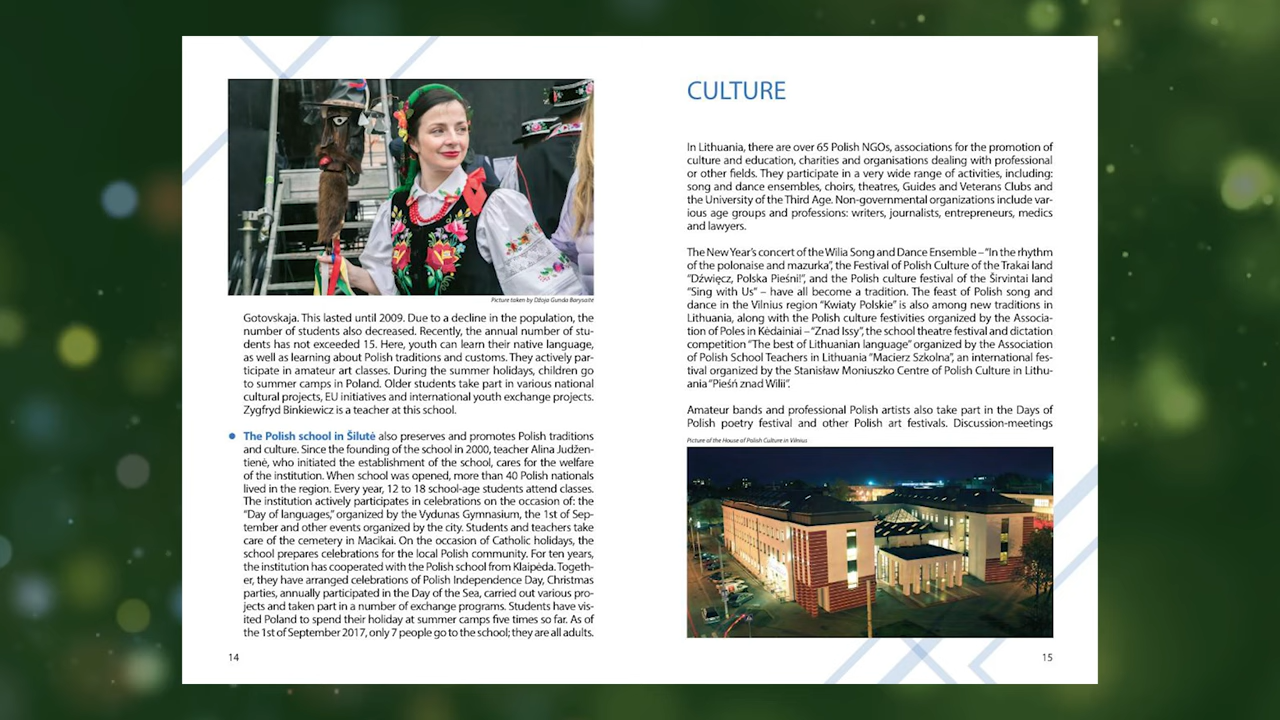 Picture taken by Džoja Gunda Barysaitė
Gotovskaja. This lasted until 2009. Due to a decline in the population, the
number of students also decreased. Recently, the annual number of stu-
dents has not exceeded 15. Here, youth can learn their native language,
as well as learning about Polish traditions and customs. They actively par-
ticipate in amateur art classes. During the summer holidays, children go
to summer camps in Poland. Older students take part in various national
cultural projects, EU initiatives and international youth exchange projects.
Zygfryd Binkiewicz is a teacher at this school.
● The Polish school in Šilutė also preserves and promotes Polish traditions
and culture. Since the founding of the school in 2000, teacher Alina Judžen-
tienė, who initiated the establishment of the school, cares for the welfare
of the institution. When school was opened, more than 40 Polish nationals
lived in the region. Every year, 12 to 18 school-age students attend classes.
The institution actively participates in celebrations on the occasion of: the
“Day of languages,” organized by the Vydunas Gymnasium, the 1st of Sep-
tember and other events organized by the city. Students and teachers take
care of the cemetery in Macikai. On the occasion of Catholic holidays, the
school prepares celebrations for the local Polish community. For ten years,
the institution has cooperated with the Polish school from Klaipėda. Togeth-
er, they have arranged celebrations of Polish Independence Day, Christmas
parties, annually participated in the Day of the Sea, carried out various pro-
jects and taken part in a number of exchange programs. Students have vis-
ited Poland to spend their holiday at summer camps five times so far. As of
the 1st of September 2017, only 7 people go to the school; they are all adults.
14
CULTURE
In Lithuania, there are over 65 Polish NGOs, associations for the promotion of
culture and education, charities and organisations dealing with professional
or other fields. They participate in a very wide range of activities, including:
song and dance ensembles, choirs, theatres, Guides and Veterans Clubs and
the University of the Third Age. Non-governmental organizations include var-
ious age groups and professions: writers, journalists, entrepreneurs, medics
and lawyers.
The New Year’s concert of the Wilia Song and Dance Ensemble – “In the rhythm
of the polonaise and mazurka”, the Festival of Polish Culture of the Trakai land
“Dźwięcz, Polska Pieśni!”, and the Polish culture festival of the Širvintai land
“Sing with Us” – have all become a tradition. The feast of Polish song and
dance in the Vilnius region “Kwiaty Polskie” is also among new traditions in
Lithuania, along with the Polish culture festivities organized by the Associa-
tion of Poles in Kėdainiai – “Znad Issy”, the school theatre festival and dictation
competition “The best of Lithuanian language” organized by the Association
of Polish School Teachers in Lithuania “Macierz Szkolna”, an international fes-
tival organized by the Stanisław Moniuszko Centre of Polish Culture in Lithu-
ania “Pieśń znad Wilii”.
Amateur bands and professional Polish artists also take part in the Days of
Polish poetry festival and other Polish art festivals. Discussion-meetings
Picture of the House of Polish Culture in Vilnius
15